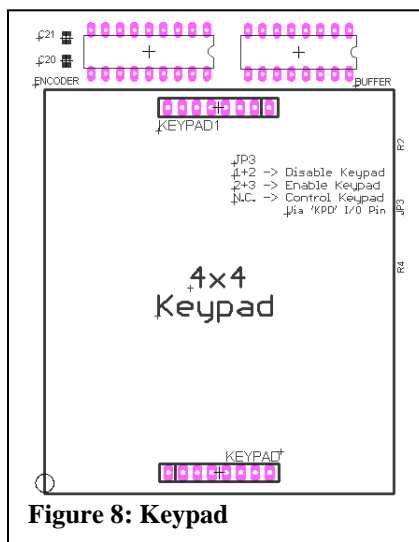 C21
C20
ENCODER
BUFFER
KEYPAD1
R2
JP3
1+2 -> Disable Keypad
2+3 -> Enable Keypad
N.C. -> Control Keypad
Via 'KPD' I/O Pin
JP3
R4
4x4
Keypad
KEYPAD
Figure 8: Keypad